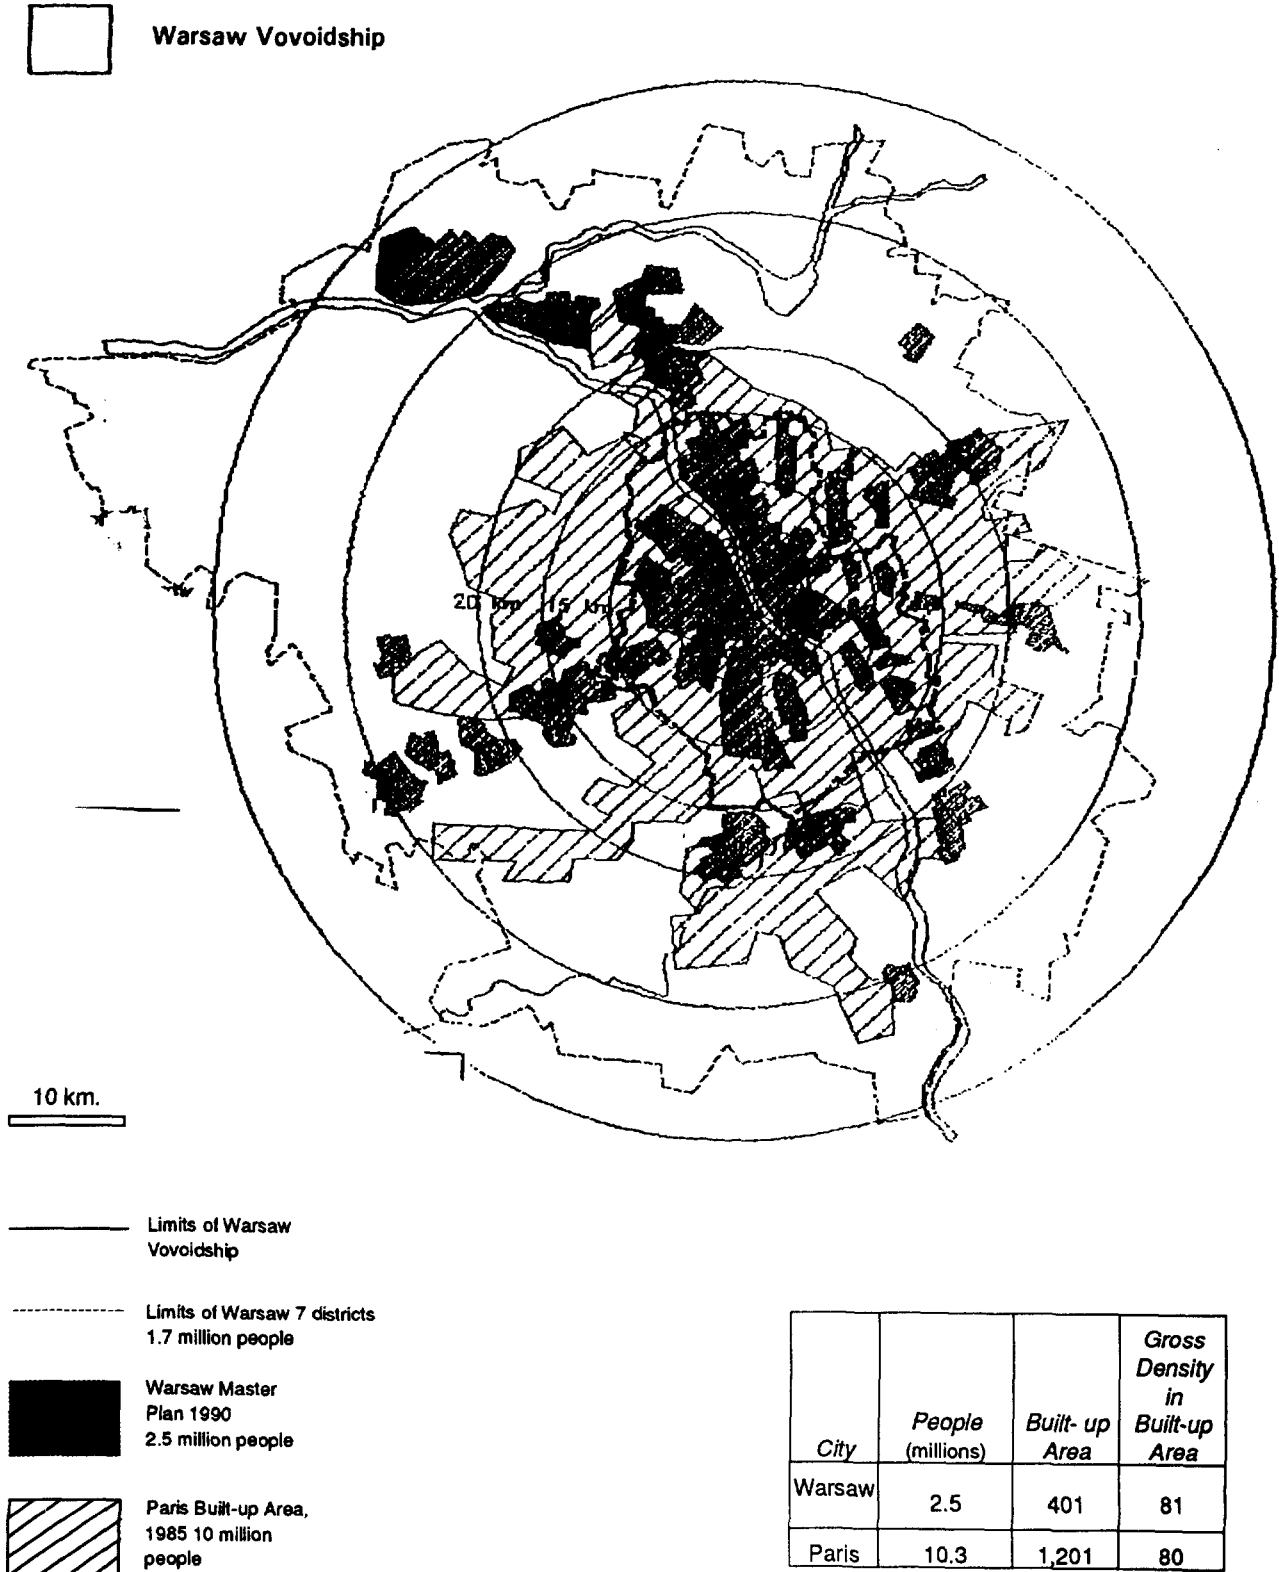 Warsaw Vovoidship
20 km 15 km
10 km.
Limits of Warsaw
Vovoidship
Limits of Warsaw 7 districts
1.7 million people
Warsaw Master
Plan 1990
2.5 million people
Paris Built-up Area,
1985 10 million
people
City
People
(millions)
Built- up
Area
Gross
Density
in
Built-up
Area
Warsaw 2.5 401 81
Paris 10.3 1,201 80